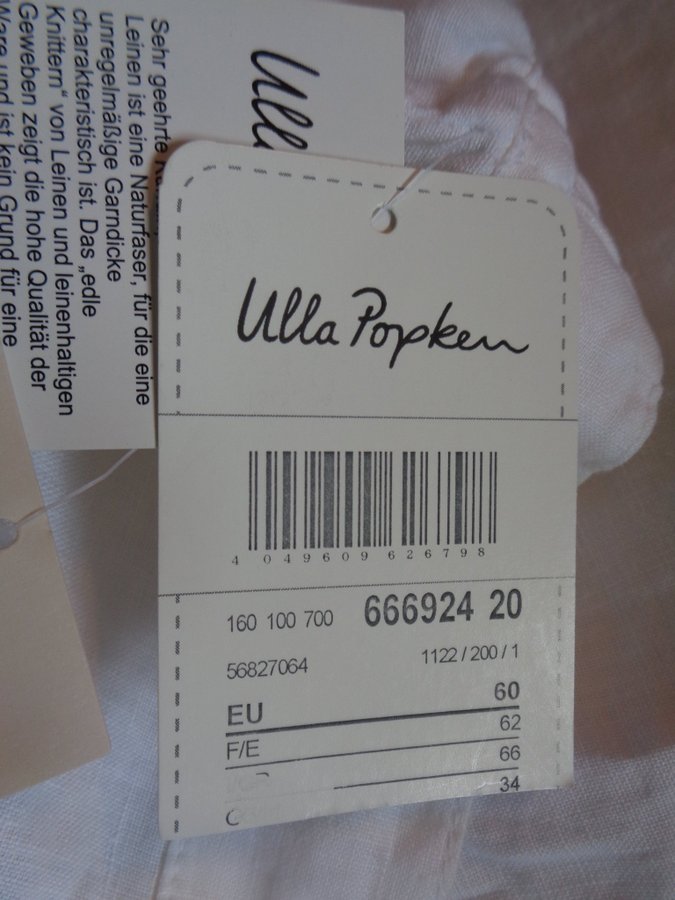 Ulla
Sehr geehrte
Leinen ist eine Naturfaser, für die eine
unregelmäßige Garndicke
charakteristisch ist. Das „edle
Knittern“ von Leinen und leinenhaltigen
Geweben zeigt die hohe Qualität der
Ware und ist kein Grund für eine
Ulla Popken
4 049609 626798
160 100 700 666924 20
56827064 1122 / 200 / 1
EU 60
F/E 62
66
34